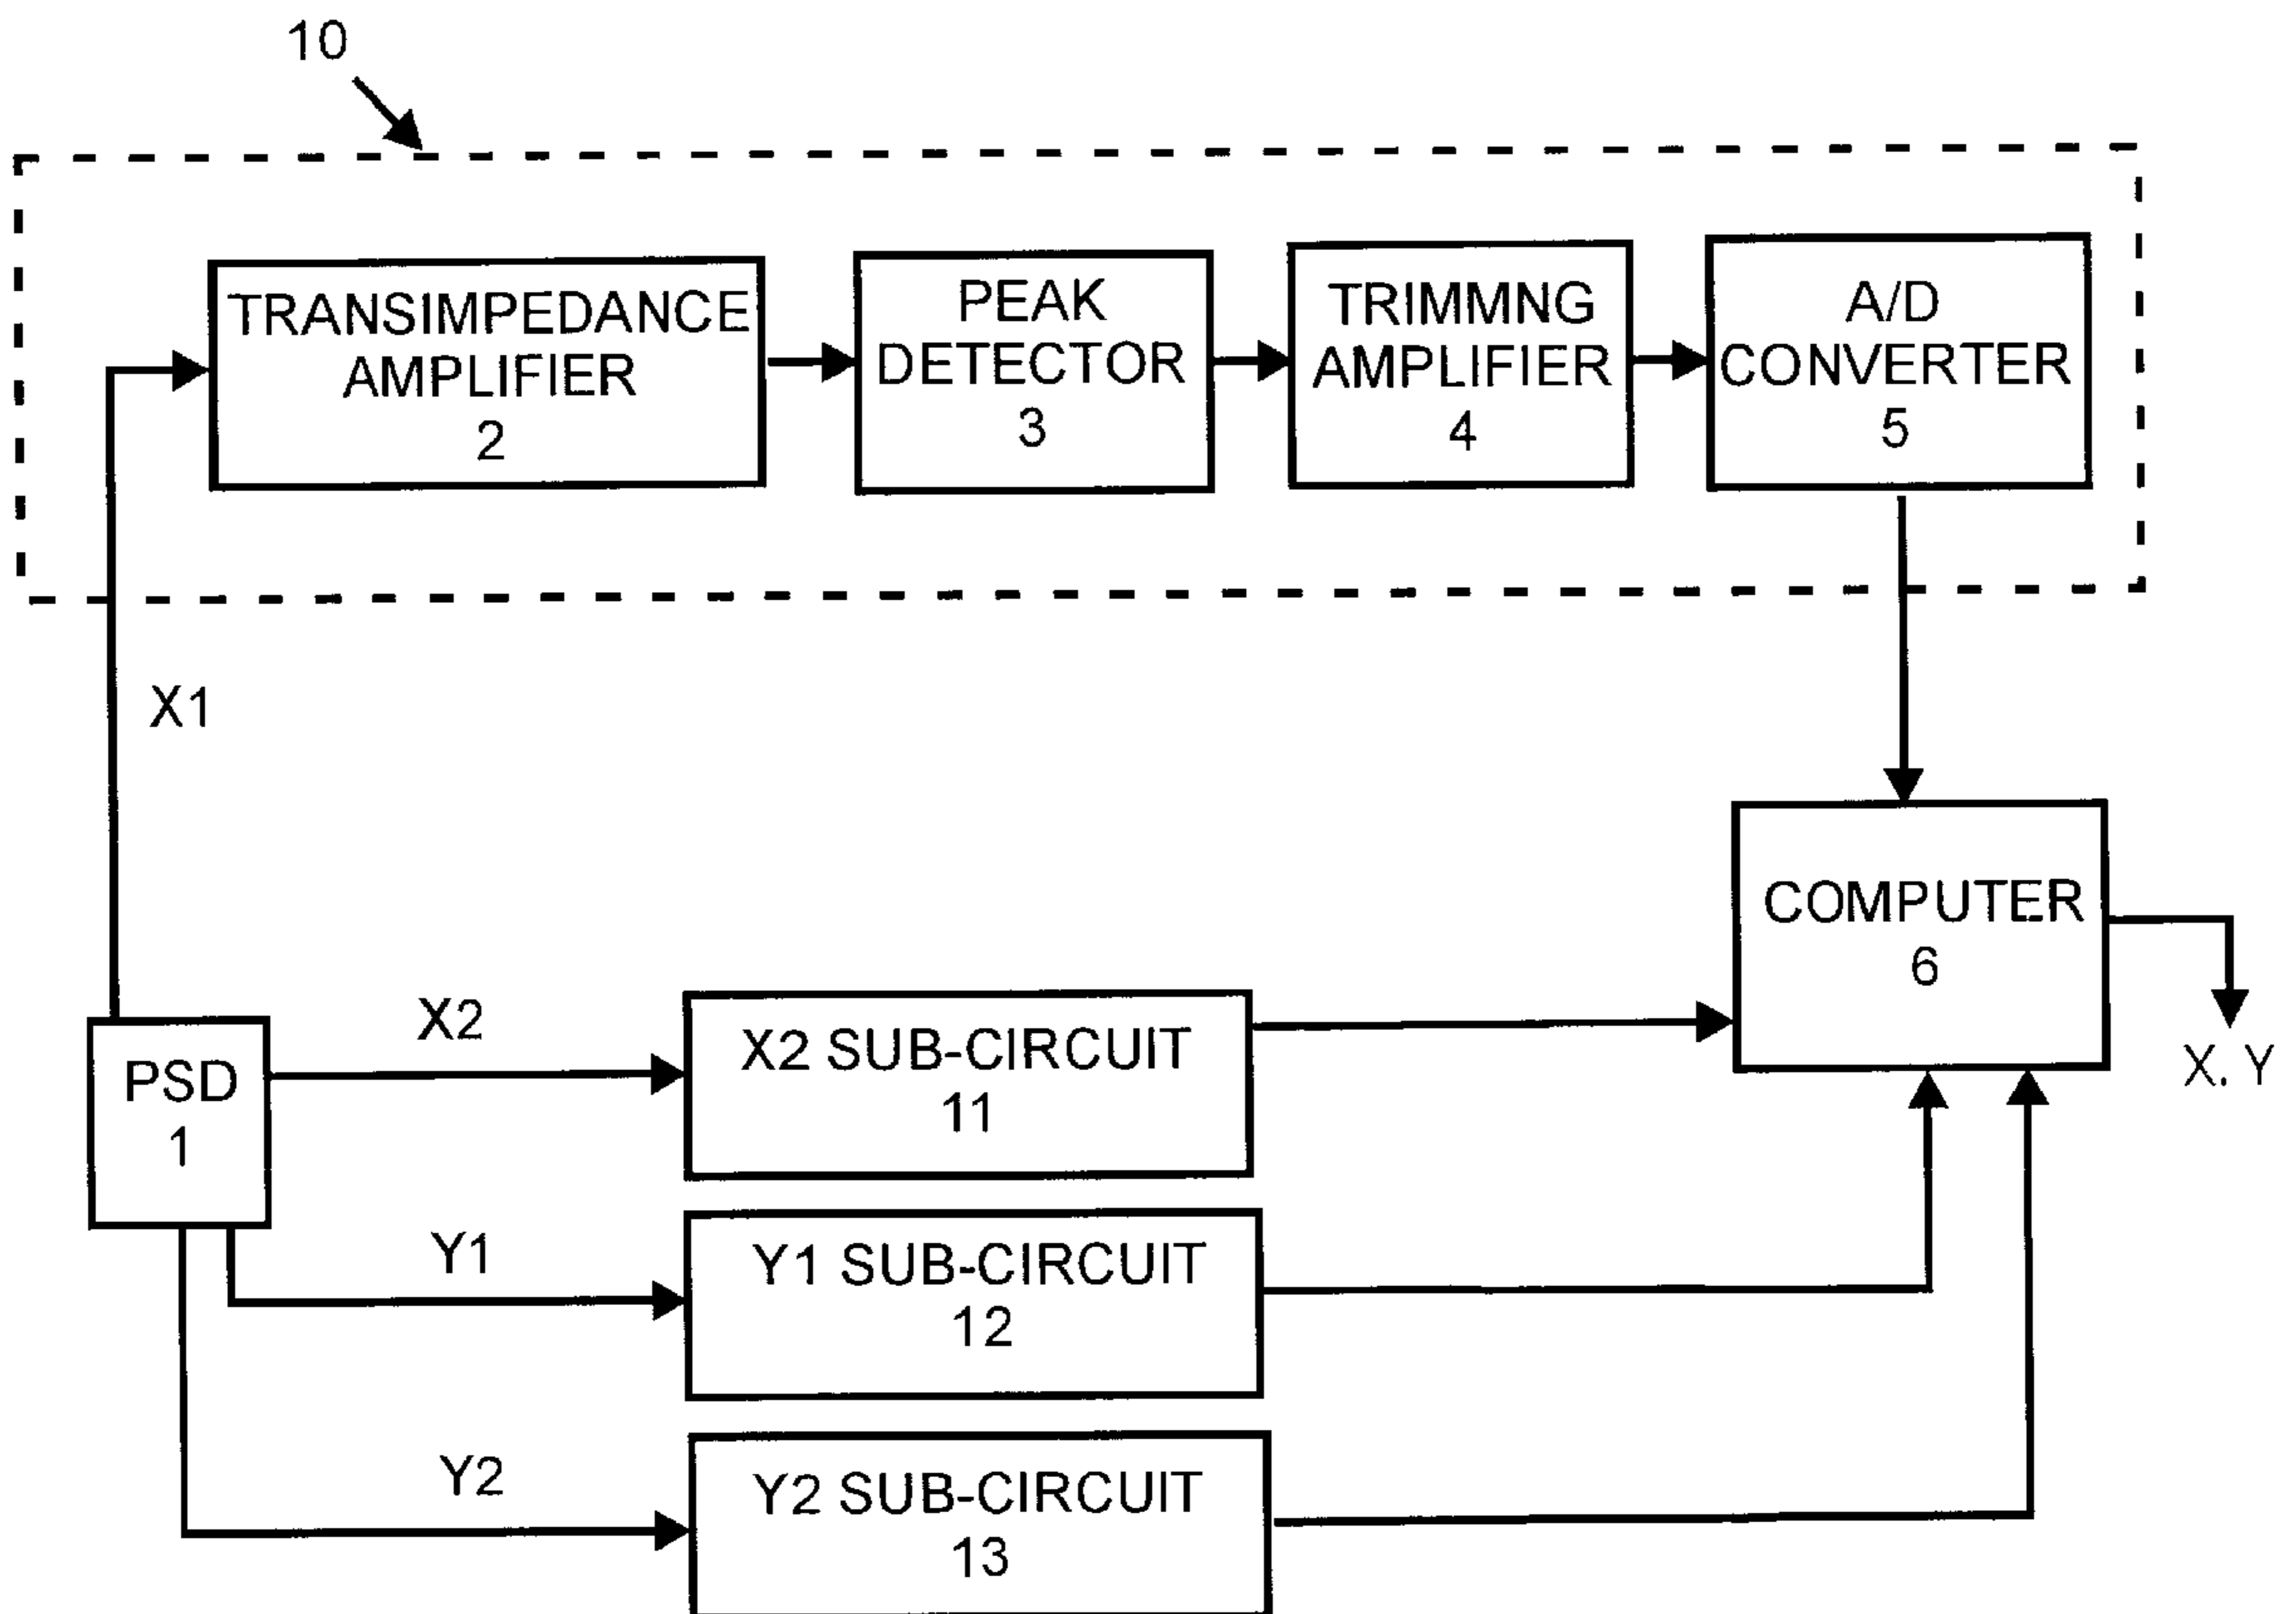 10
TRANSIMPEDANCE
AMPLIFIER
2
PEAK
DETECTOR
3
TRIMMNG
AMPLIFIER
4
A/D
CONVERTER
5
X1
COMPUTER
6
X. Y
PSD
1
X2
X2 SUB-CIRCUIT
11
Y1
Y1 SUB-CIRCUIT
12
Y2
Y2 SUB-CIRCUIT
13